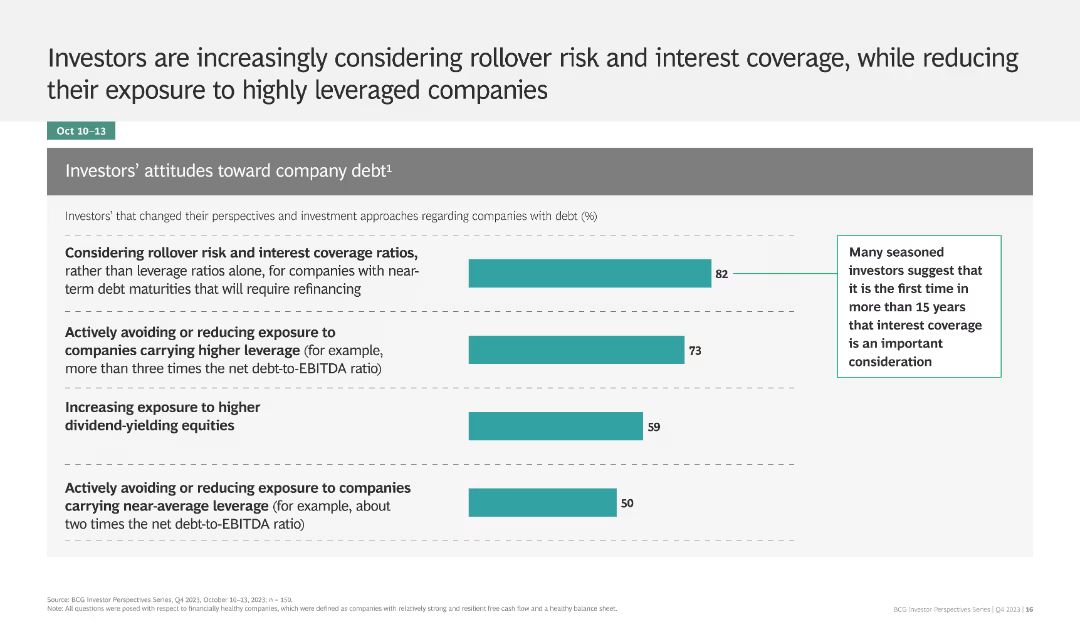 Investors are increasingly considering rollover risk and interest coverage, while reducing
their exposure to highly leveraged companies
Oct 10–13
Investors' attitudes toward company debt¹
Investors' that changed their perspectives and investment approaches regarding companies with debt (%)
Considering rollover risk and interest coverage ratios,
rather than leverage ratios alone, for companies with near-
term debt maturities that will require refinancing
82
Many seasoned
investors suggest that
it is the first time in
more than 15 years
that interest coverage
is an important
consideration
Actively avoiding or reducing exposure to
companies carrying higher leverage (for example,
more than three times the net debt-to-EBITDA ratio)
73
Increasing exposure to higher
dividend-yielding equities
59
Actively avoiding or reducing exposure to companies
carrying near-average leverage (for example, about
two times the net debt-to-EBITDA ratio)
50
Source: BCG Investor Perspectives Series, Q4 2023, October 10–13, 2023; n = 150.
Note: All questions were posed with respect to financially healthy companies, which were defined as companies with relatively strong and resilient free cash flow and a healthy balance sheet.
BCG Investor Perspectives Series | Q4 2023 | 16